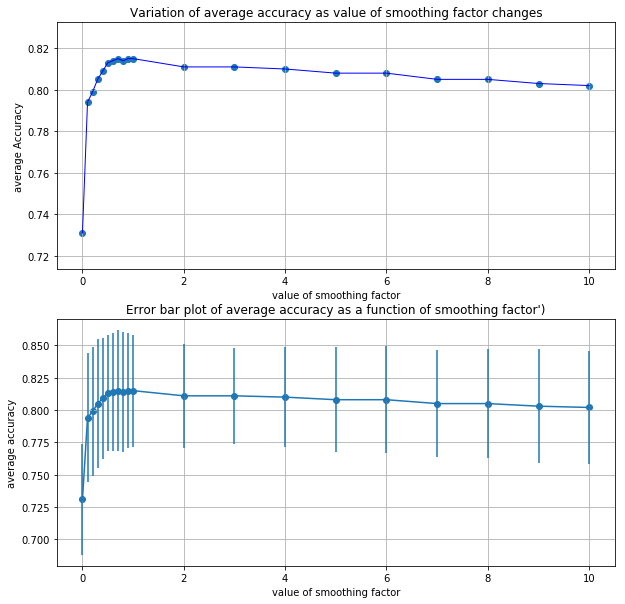 Variation of average accuracy as value of smoothing factor changes
0.82
0.80
0.78
0.76
0.74
0.72
average Accuracy
0 2 4 6 8 10
value of smoothing factor
Error bar plot of average accuracy as a function of smoothing factor')
0.850
0.825
0.800
0.775
0.750
0.725
0.700
average accuracy
0 2 4 6 8 10
value of smoothing factor